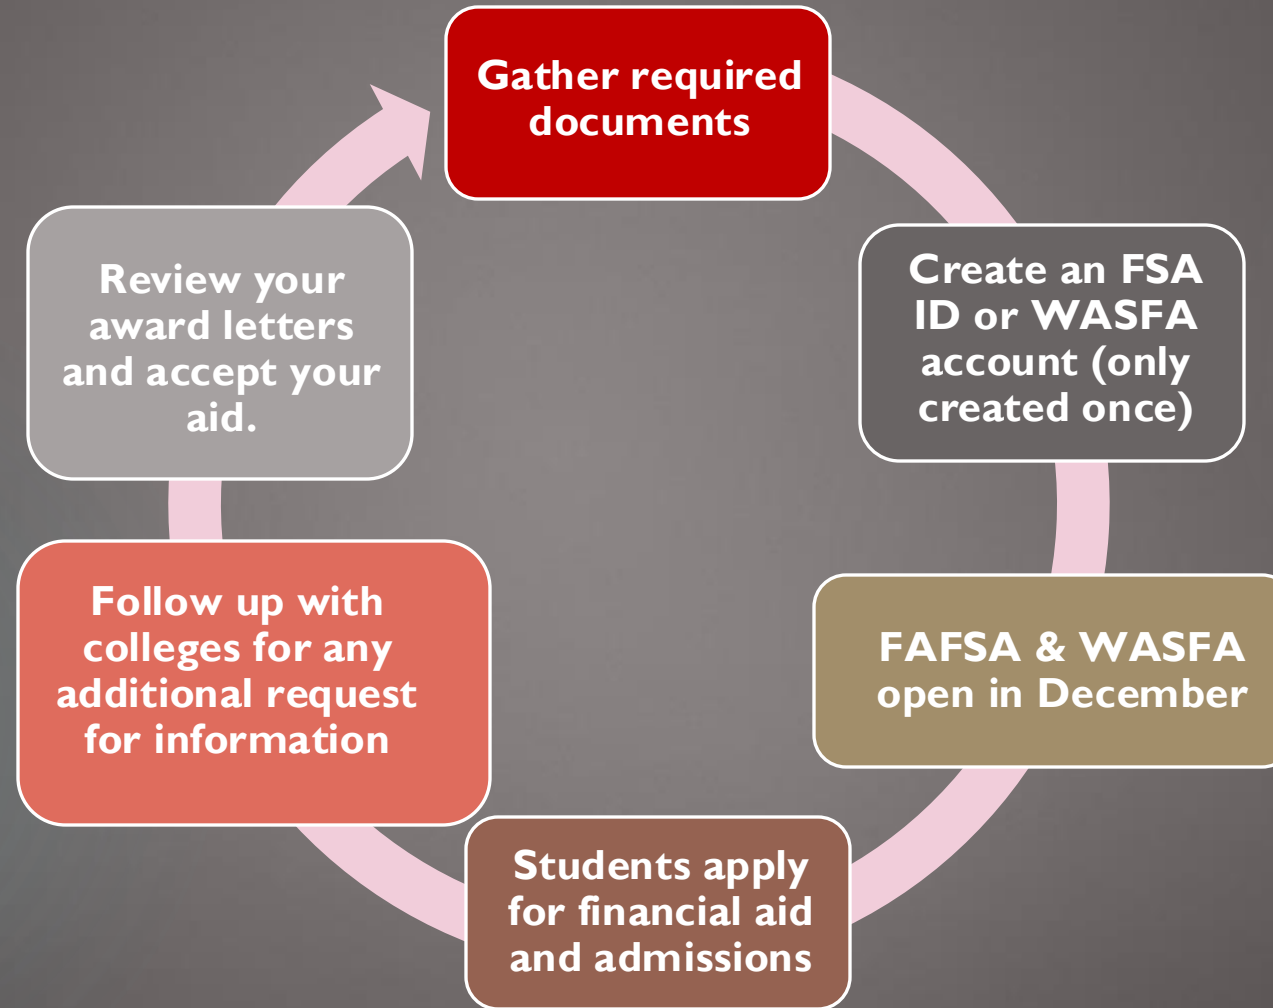 Gather required
documents
Create an FSA
ID or WASFA
account (only
created once)
FAFSA & WASFA
open in December
Students apply
for financial aid
and admissions
Follow up with
colleges for any
additional request
for information
Review your
award letters
and accept your
aid.